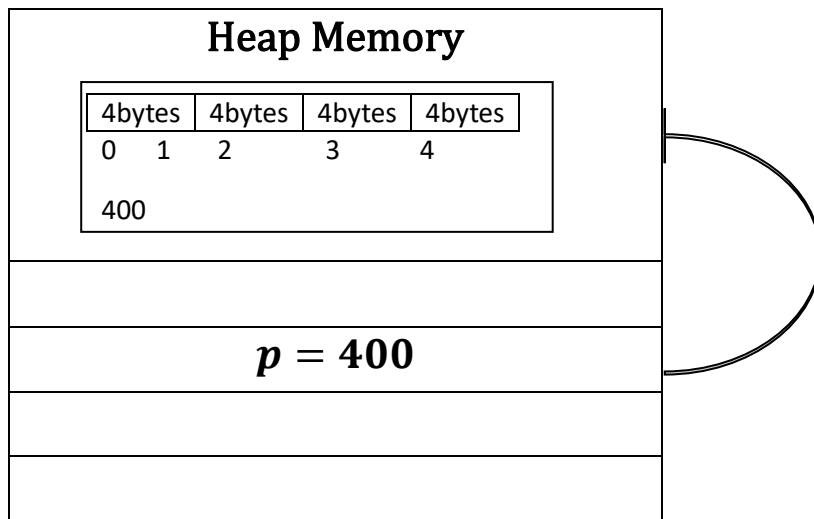 Heap Memory
4bytes 4bytes 4bytes 4bytes
0 1 2 3 4
400
p = 400